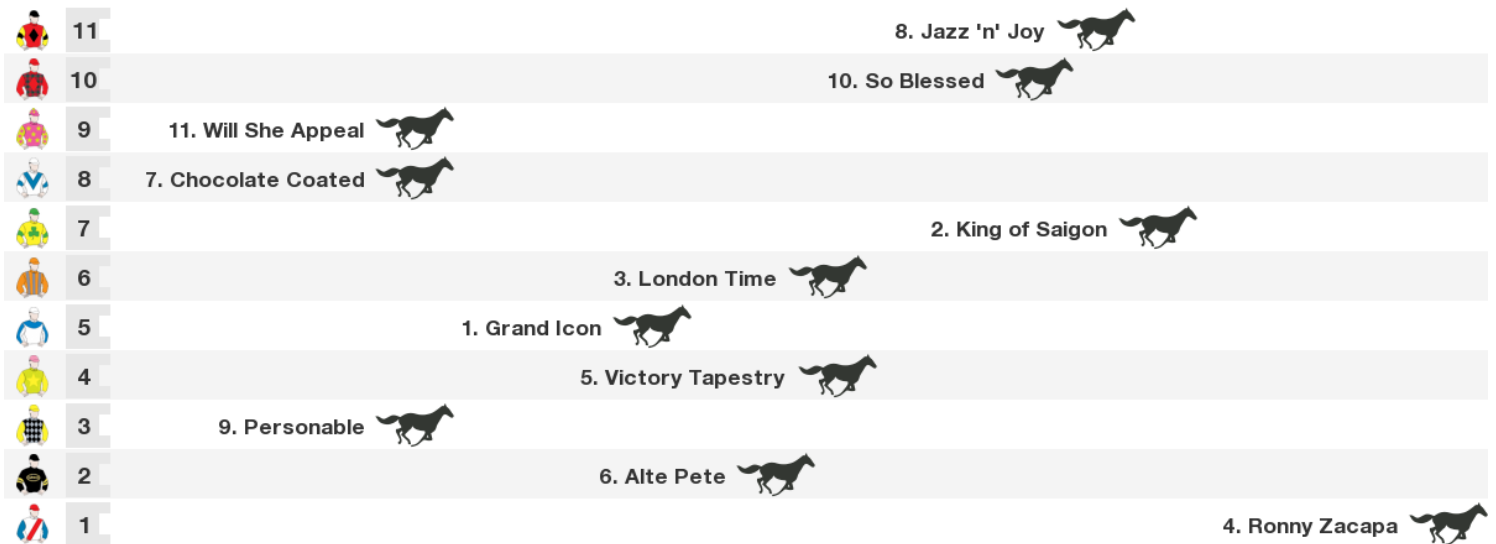 11 8. Jazz 'n' Joy
10 10. So Blessed
9 11. Will She Appeal
8 7. Chocolate Coated
7 2. King of Saigon
6 3. London Time
5 1. Grand Icon
4 5. Victory Tapestry
3 9. Personable
2 6. Alte Pete
1 4. Ronny Zacapa